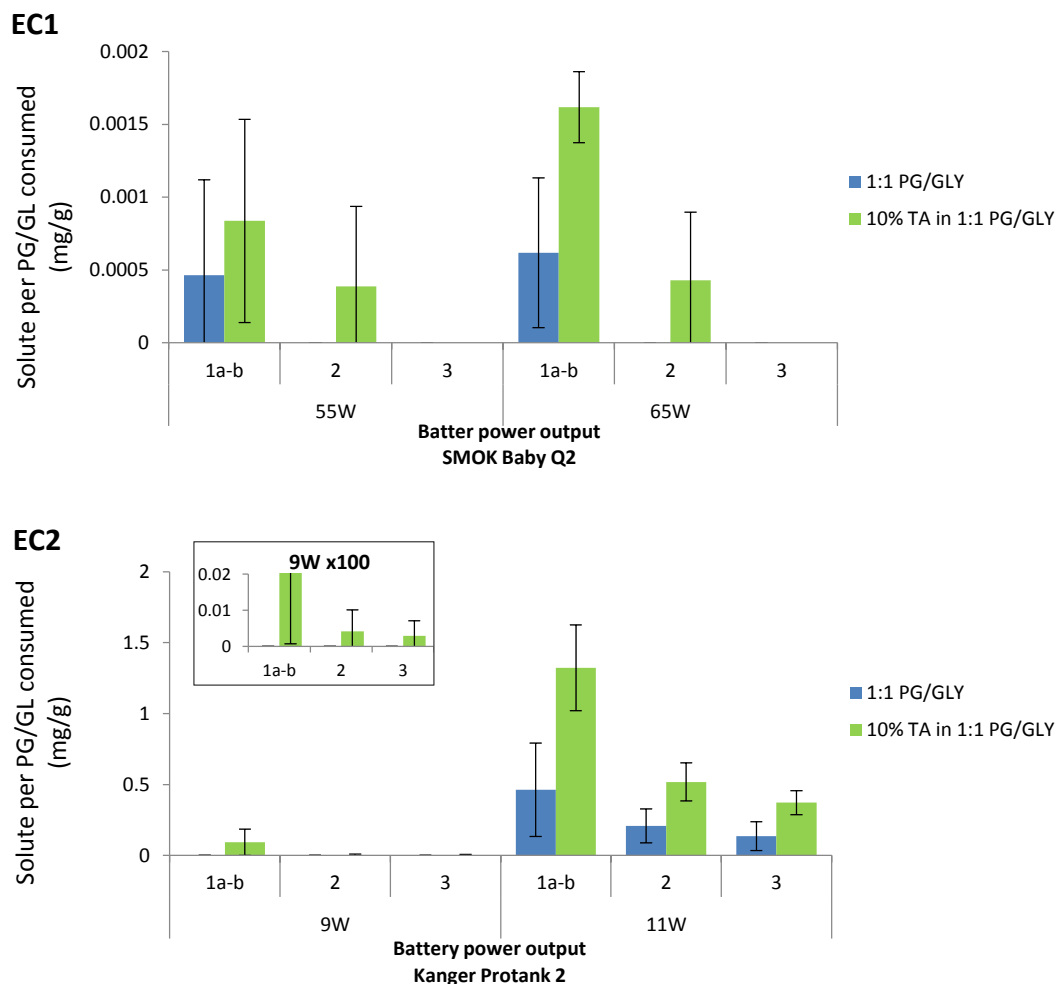 EC1
Solute per PG/GL consumed
(mg/g)
0.002
0.0015
0.001
0.0005
0
1a-b 2 3 1a-b 2 3
55W 65W
Batter power output
SMOK Baby Q2
1:1 PG/GLY
10% TA in 1:1 PG/GLY
EC2
Solute per PG/GL consumed
(mg/g)
2
1.5
1
0.5
0
9W x100
0.02
0.01
0
1a-b 2 3
1a-b 2 3 1a-b 2 3
9W 11W
Battery power output
Kanger Protank 2
1:1 PG/GLY
10% TA in 1:1 PG/GLY